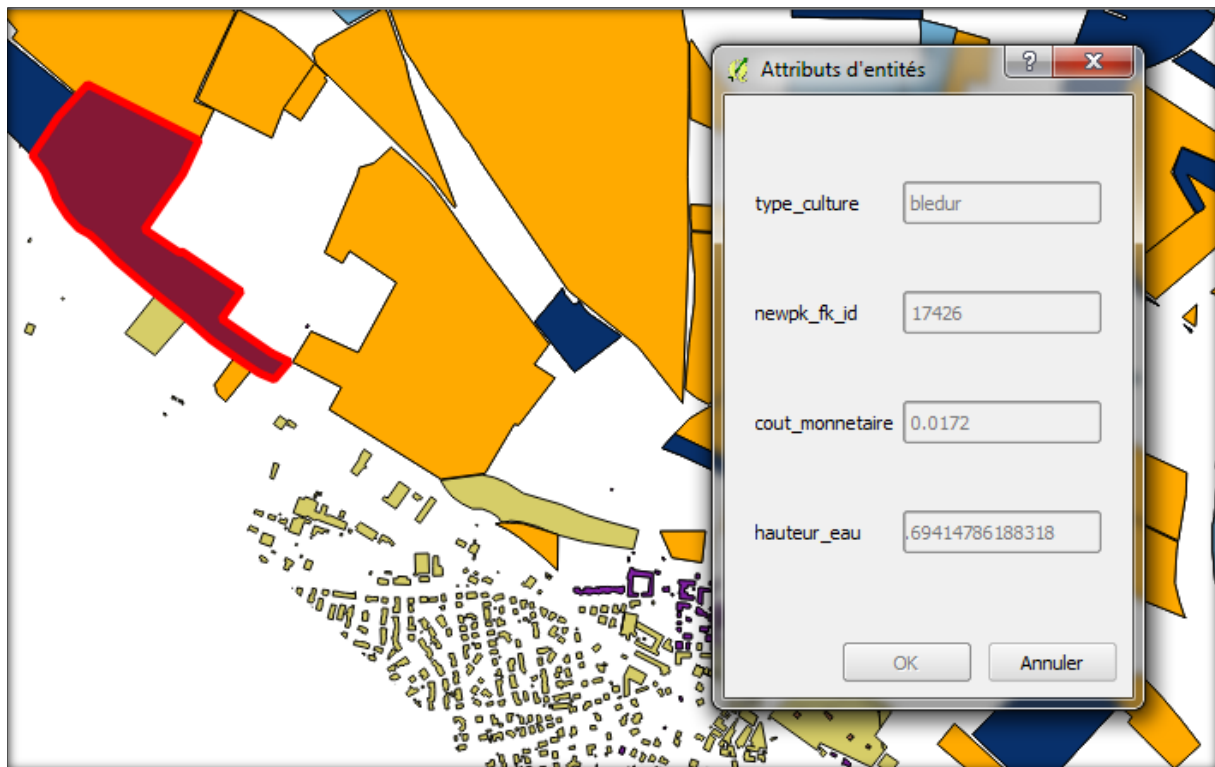 Attributs d'entités
type_culture bledur
newpk_fk_id 17426
cout_monnetaire 0.0172
hauteur_eau .69414786188318
OK Annuler